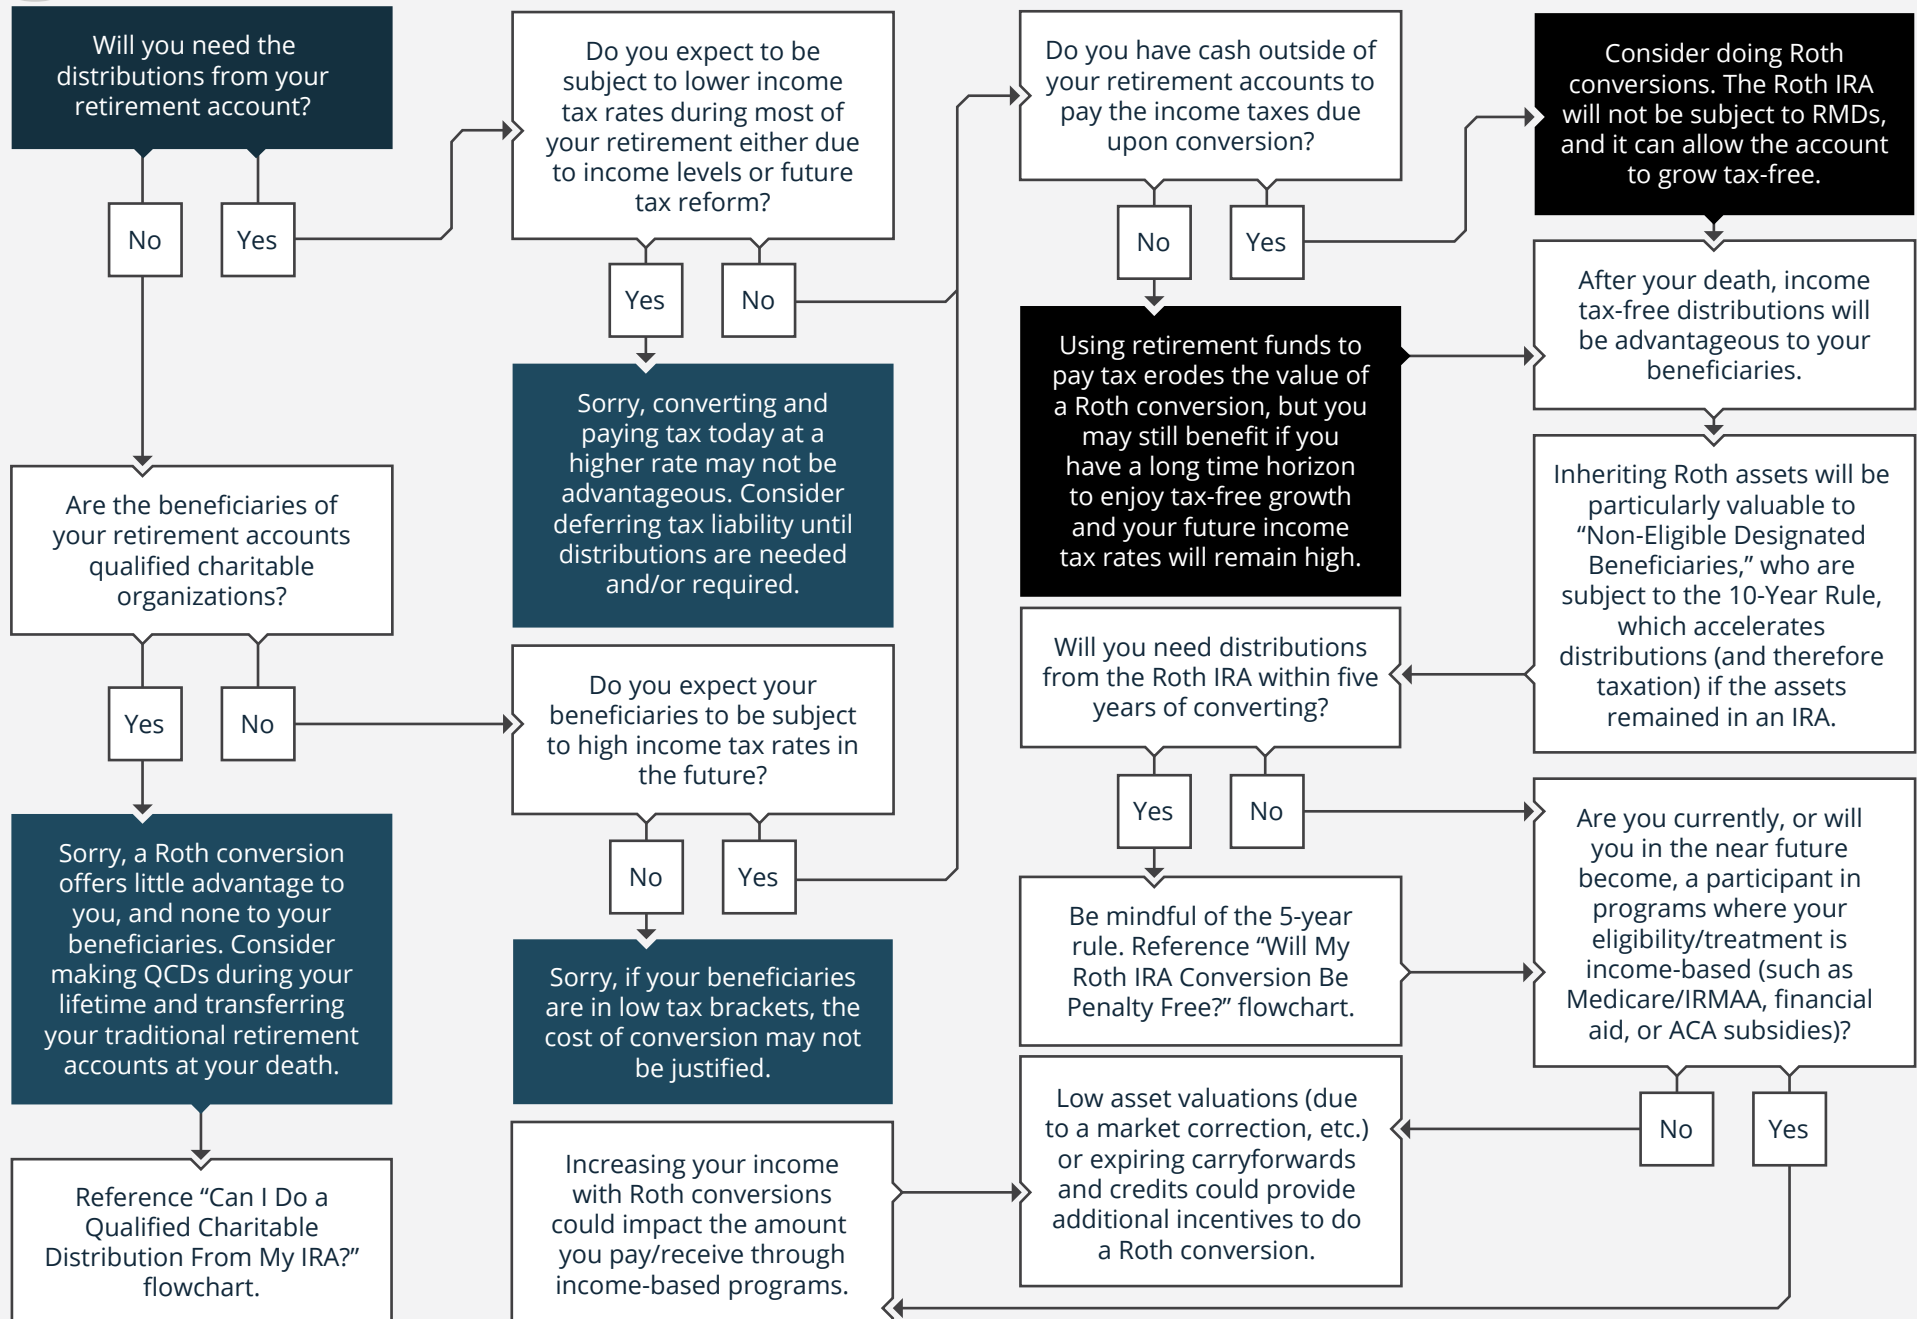 Will you need the
distributions from your
retirement account?
No
Yes
Are the beneficiaries of
your retirement accounts
qualified charitable
organizations?
Yes
No
Sorry, a Roth conversion
offers little advantage to
you, and none to your
beneficiaries. Consider
making QCDs during your
lifetime and transferring
your traditional retirement
accounts at your death.
Reference “Can I Do a
Qualified Charitable
Distribution From My IRA?”
flowchart.
Do you expect to be
subject to lower income
tax rates during most of
your retirement either due
to income levels or future
tax reform?
Yes
No
Sorry, converting and
paying tax today at a
higher rate may not be
advantageous. Consider
deferring tax liability until
distributions are needed
and/or required.
Do you expect your
beneficiaries to be subject
to high income tax rates in
the future?
No
Yes
Sorry, if your beneficiaries
are in low tax brackets, the
cost of conversion may not
be justified.
Increasing your income
with Roth conversions
could impact the amount
you pay/receive through
income-based programs.
Do you have cash outside of
your retirement accounts to
pay the income taxes due
upon conversion?
No
Yes
Using retirement funds to
pay tax erodes the value of
a Roth conversion, but you
may still benefit if you
have a long time horizon
to enjoy tax-free growth
and your future income
tax rates will remain high.
Will you need distributions
from the Roth IRA within five
years of converting?
Yes
No
Be mindful of the 5-year
rule. Reference “Will My
Roth IRA Conversion Be
Penalty Free?” flowchart.
Low asset valuations (due
to a market correction, etc.)
or expiring carryforwards
and credits could provide
additional incentives to do
a Roth conversion.
Consider doing Roth
conversions. The Roth IRA
will not be subject to RMDs,
and it can allow the account
to grow tax-free.
After your death, income
tax-free distributions will
be advantageous to your
beneficiaries.
Inheriting Roth assets will be
particularly valuable to
“Non-Eligible Designated
Beneficiaries,” who are
subject to the 10-Year Rule,
which accelerates
distributions (and therefore
taxation) if the assets
remained in an IRA.
Are you currently, or will
you in the near future
become, a participant in
programs where your
eligibility/treatment is
income-based (such as
Medicare/IRMAA, financial
aid, or ACA subsidies)?
No
Yes